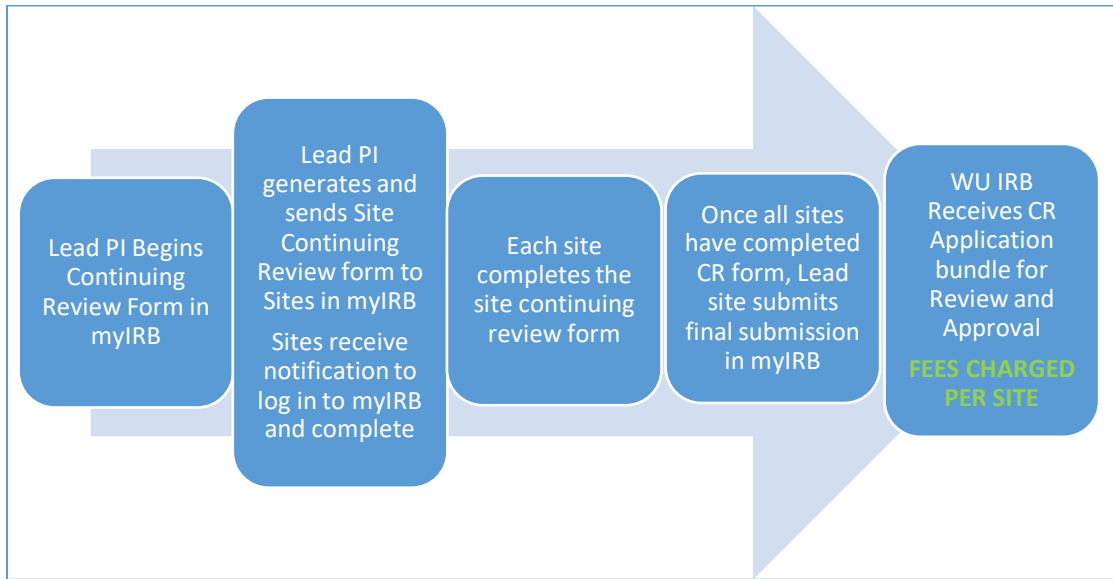 Lead PI Begins
Continuing
Review Form in
myIRB
Lead PI
generates and
sends Site
Continuing
Review form to
Sites in myIRB
Sites receive
notification to
log in to myIRB
and complete
Each site
completes the
site continuing
review form
Once all sites
have completed
CR form, Lead
site submits
final submission
in myIRB
WU IRB
Receives CR
Application
bundle for
Review and
Approval
FEES CHARGED
PER SITE